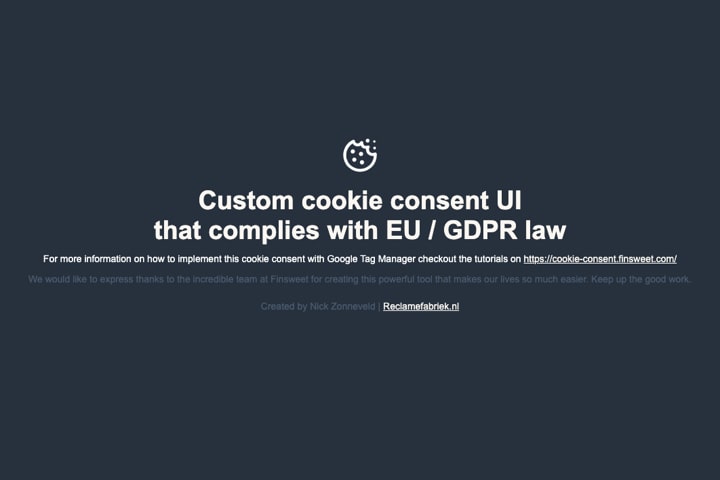 Custom cookie consent UI
that complies with EU / GDPR law
For more information on how to implement this cookie consent with Google Tag Manager checkout the tutorials on https://cookie-consent.finsweet.com/
We would like to express thanks to the incredible team at Finsweet for creating this powerful tool that makes our lives so much easier. Keep up the good work.
Created by Nick Zonneveld | Reclamefabriek.nl